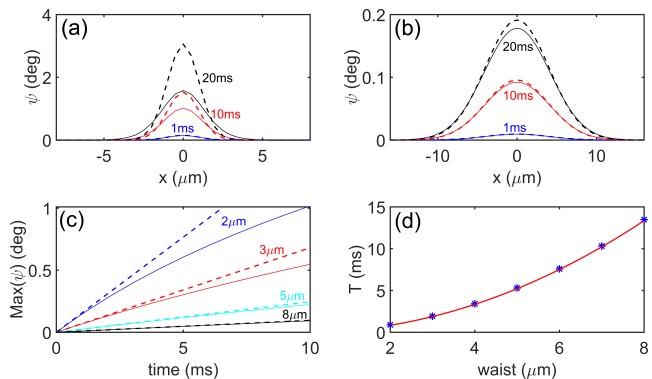 (a)
ψ (deg)
4
2
0
20ms
10ms
1ms
-5
0
5
x (μm)
(b)
ψ (deg)
0.2
0.1
0
20ms
10ms
1ms
-10
0
10
x (μm)
(c)
Max(ψ) (deg)
1
0.5
0
2μm
3μm
5μm
8μm
0
5
10
time (ms)
(d)
T (ms)
15
10
5
0
2
4
6
8
waist (μm)